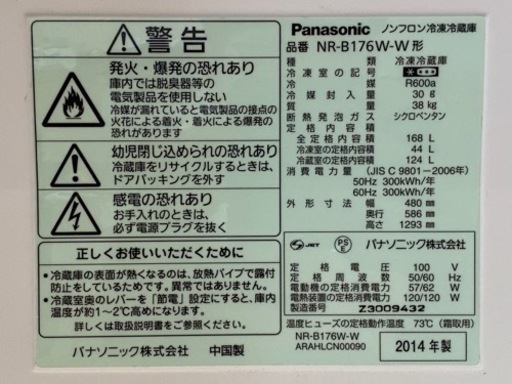 警告
発火・爆発の恐れあり
庫内では脱臭器等の
電気製品を使用しない
冷媒が漏れていると電気製品の接点の
火花による着火・着火による
爆発の恐れあり
幼児閉じ込められの恐れあり
冷蔵庫をリサイクルするときは、
ドアパッキングを外す
感電の恐れあり
お手入れのときは、
必ず電源プラグを抜く
正しくお使いいただくために
●冷蔵庫の表面が熱くなるのは、放熱パイプで露付
防止をしているためです。異常ではありません。
●冷蔵室奥のレバーを「節電」設定にすると、庫内
温度が約1~2℃高めに保たれます。
詳しくは取扱説明書をご覧ください。
パナソニック株式会社 中国製
Panasonic ノンフロン冷凍冷蔵庫
品番 NR-B176W-W形
種類 冷凍冷蔵庫
冷凍室の記号
冷媒 R600a
冷媒封入量 30g
質量 38kg
断熱発泡ガス シクロペンタン
定格内容積
全定格内容積 168 L
冷凍室の定格内容積 44 L
冷蔵室の定格内容積 124 L
消費電力量 (JIS C 9801-2006年)
50Hz 300kWh/年
60Hz 300kWh/年
外形寸法 幅 480 mm
奥行 586 mm
高さ 1293 mm
JET PSE パナソニック株式会社
定格電圧 100 V
定格周波数 50/60 Hz
電動機の定格消費電力 57/62 W
電熱装置の定格消費電力 120/120 W
製造番号 Z3009432
温度ヒューズの定格動作温度 73℃(霜取用)
NR-B176W-W
ARAHLCN00090
2014年製